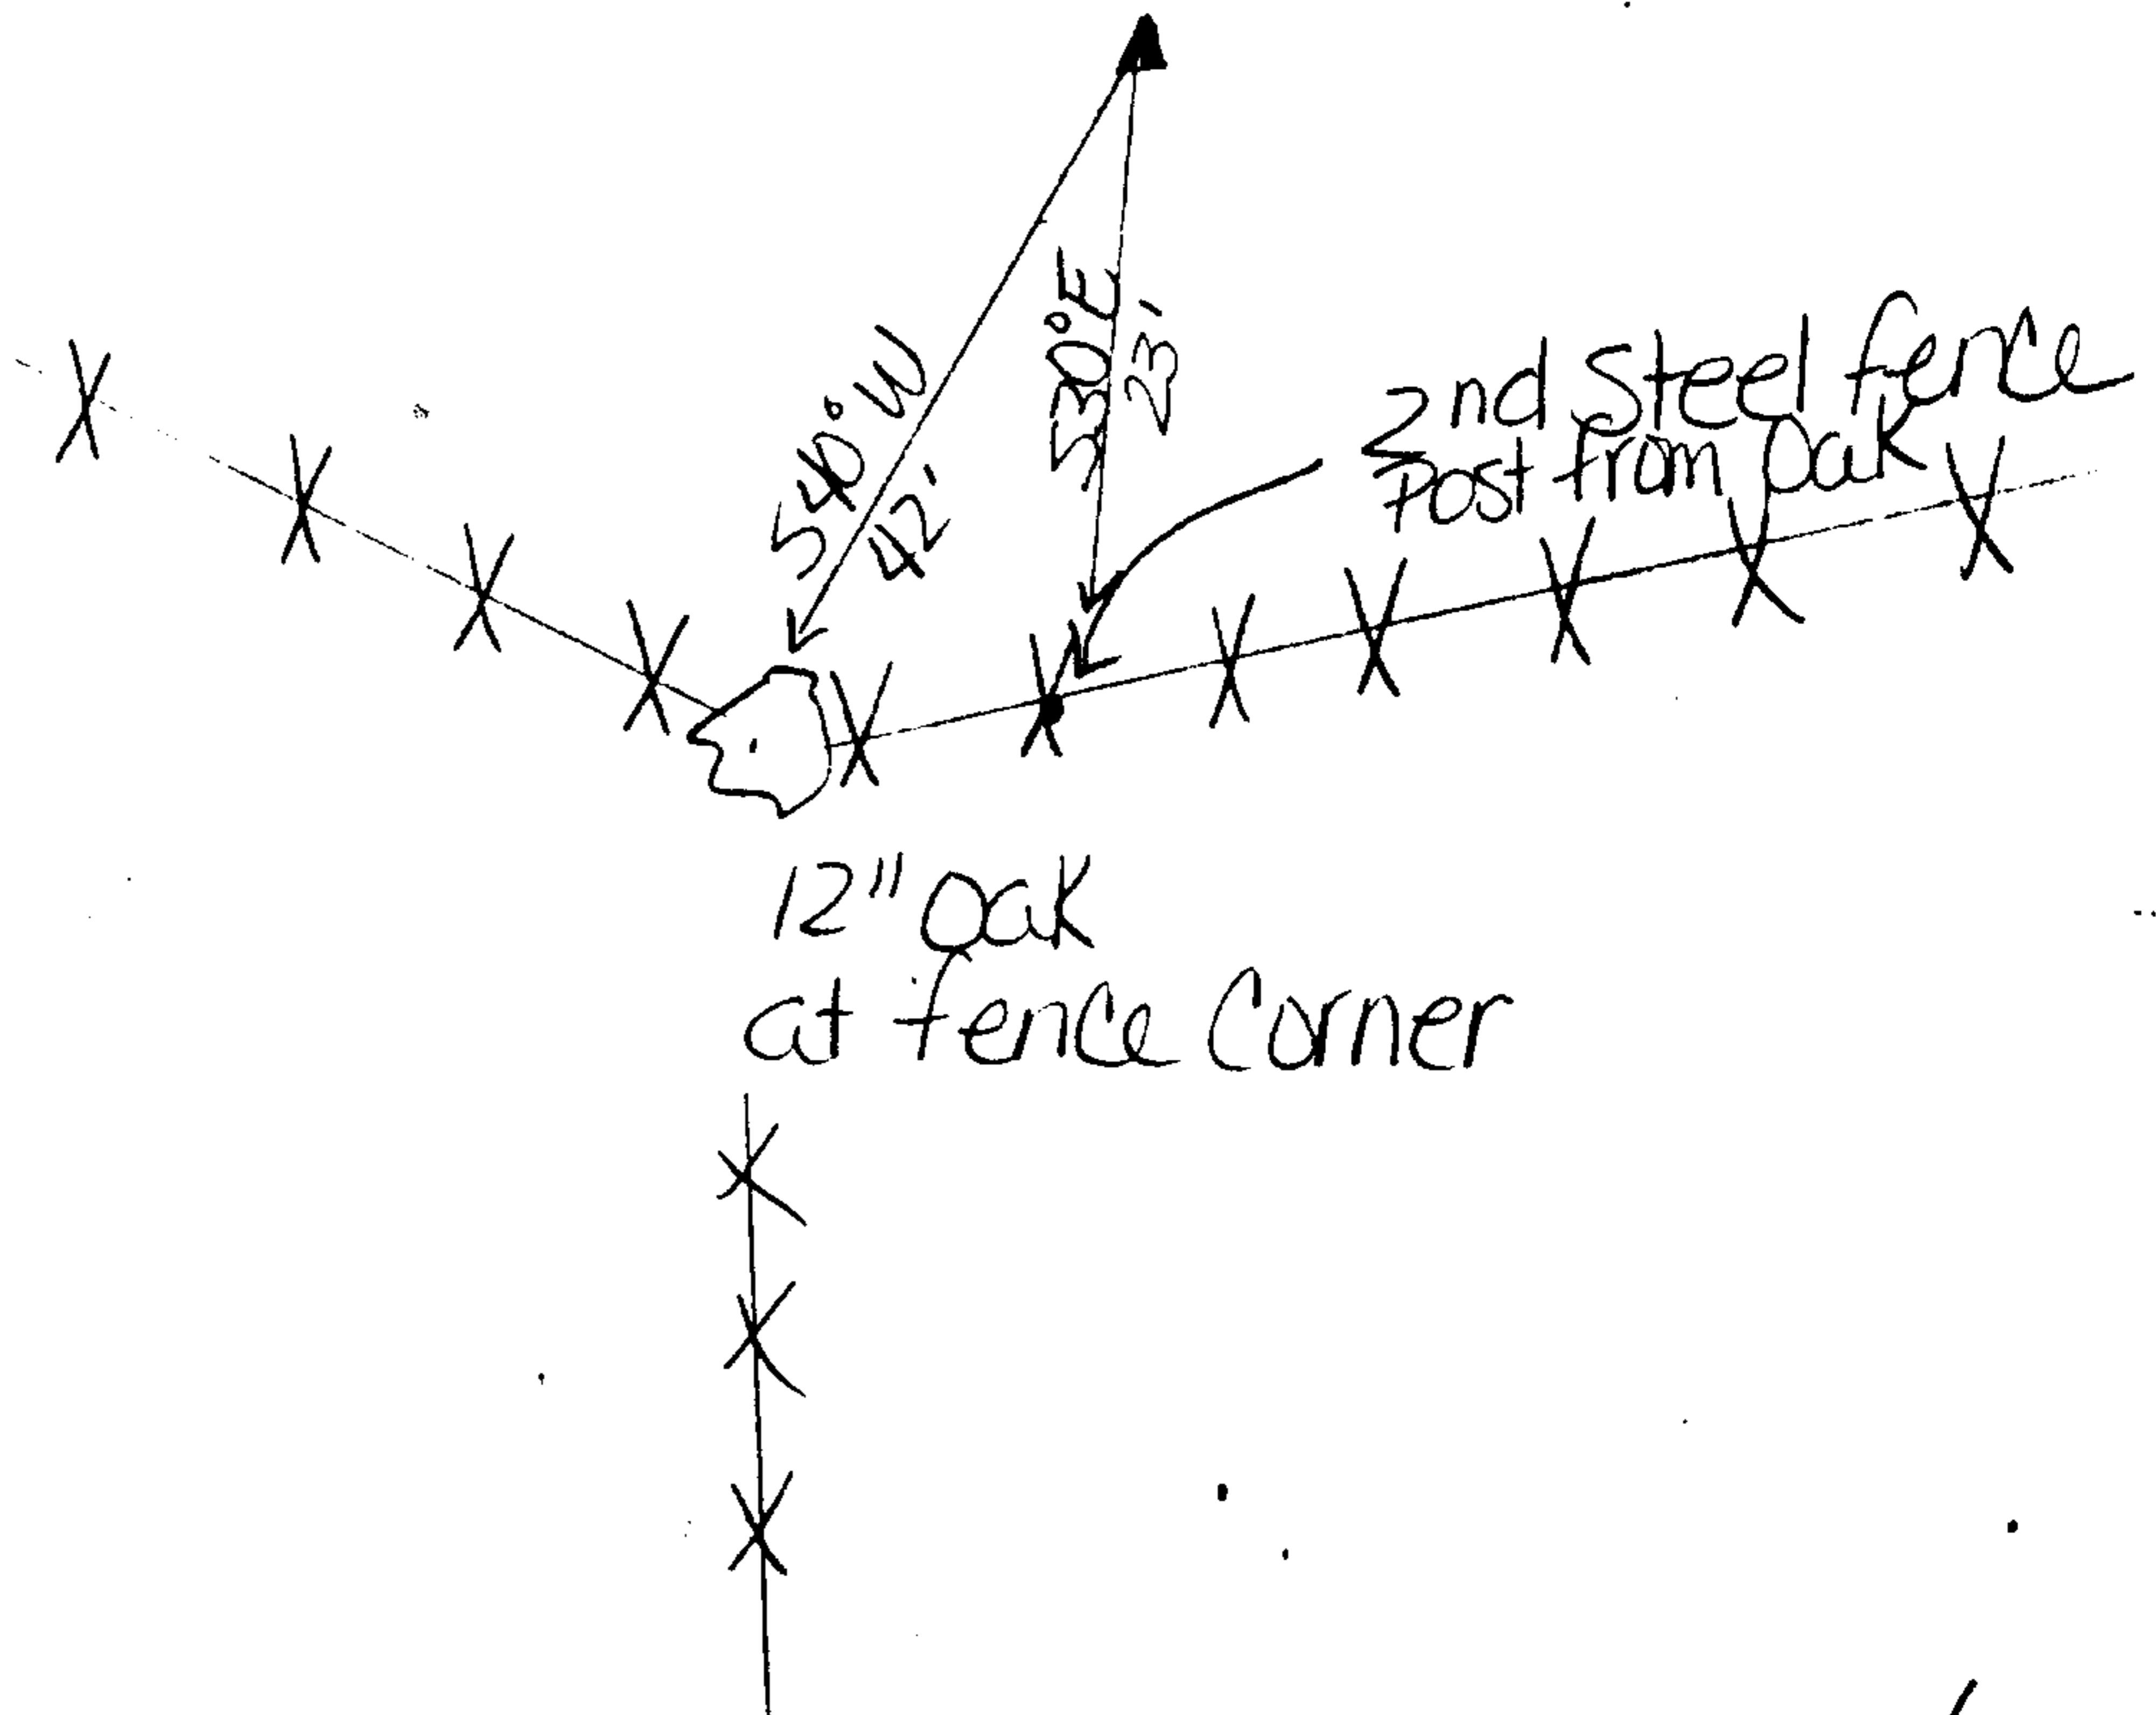 S40°W
42'
S30°E
23'
2nd Steel fence
Post from Oak
12" Oak
at fence Corner